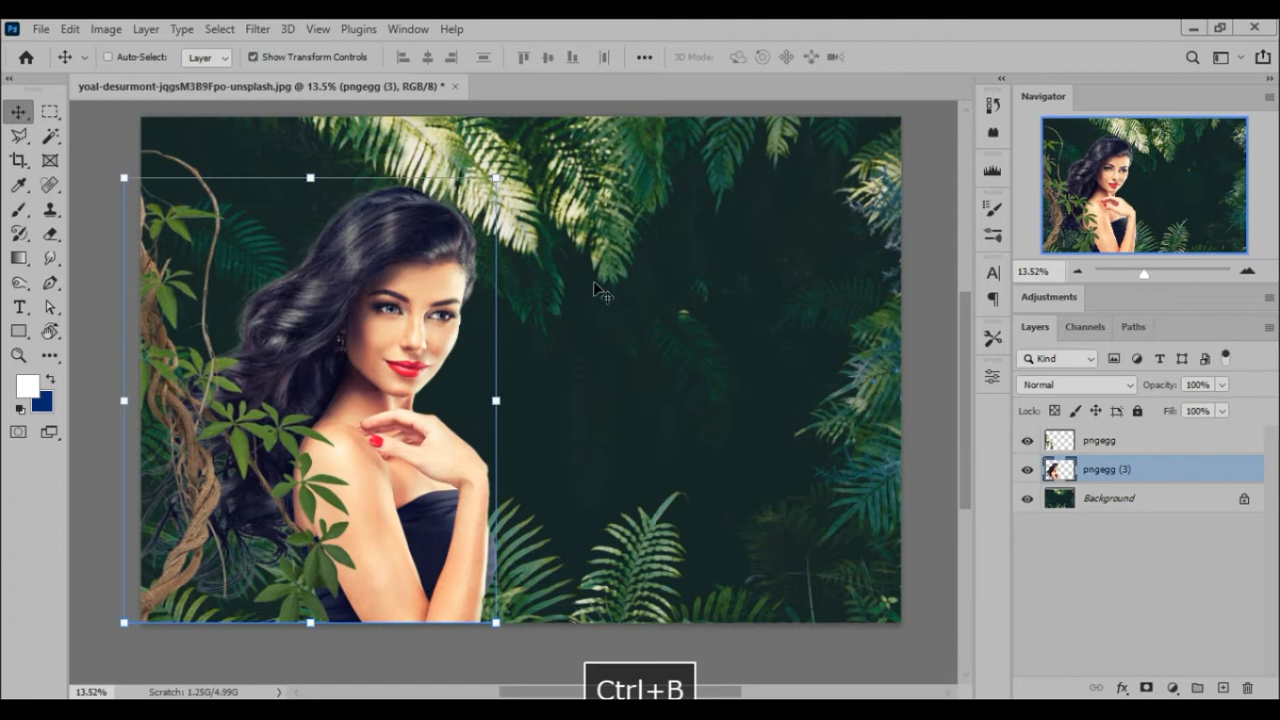 Ps File Edit Image Layer Type Select Filter 3D View Plugins Window Help
Auto-Select: Layer Show Transform Controls 3D Mode:
yoal-desurmont-jqgsM3B9Fpo-unsplash.jpg @ 13.5% (pngegg (3), RGB/8) *
Navigator
13.52%
Adjustments
Layers Channels Paths
Kind
Normal Opacity: 100%
Lock: Fill: 100%
pngegg
pngegg (3)
Background
13.52% Scratch: 1.25G/4.99G
Ctrl+B